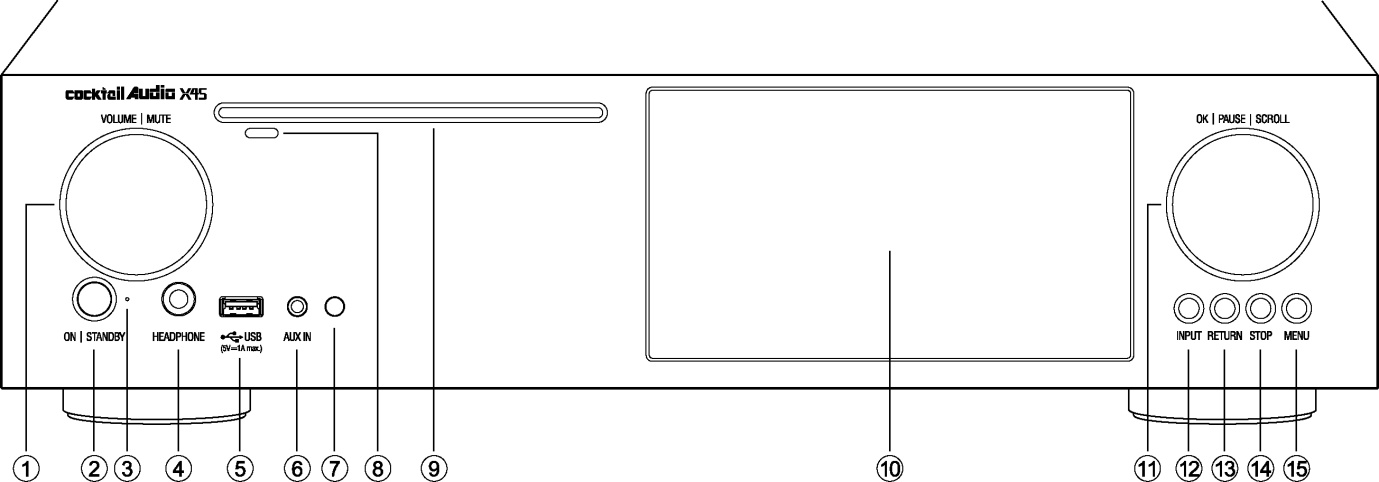 cocktail Audio X45
VOLUME | MUTE
OK | PAUSE | SCROLL
ON | STANDBY
HEADPHONE
USB
(5V⎓1A max.)
AUX IN
INPUT
RETURN
STOP
MENU
① ② ③ ④ ⑤ ⑥ ⑦ ⑧ ⑨ ⑩ ⑪ ⑫ ⑬ ⑭ ⑮